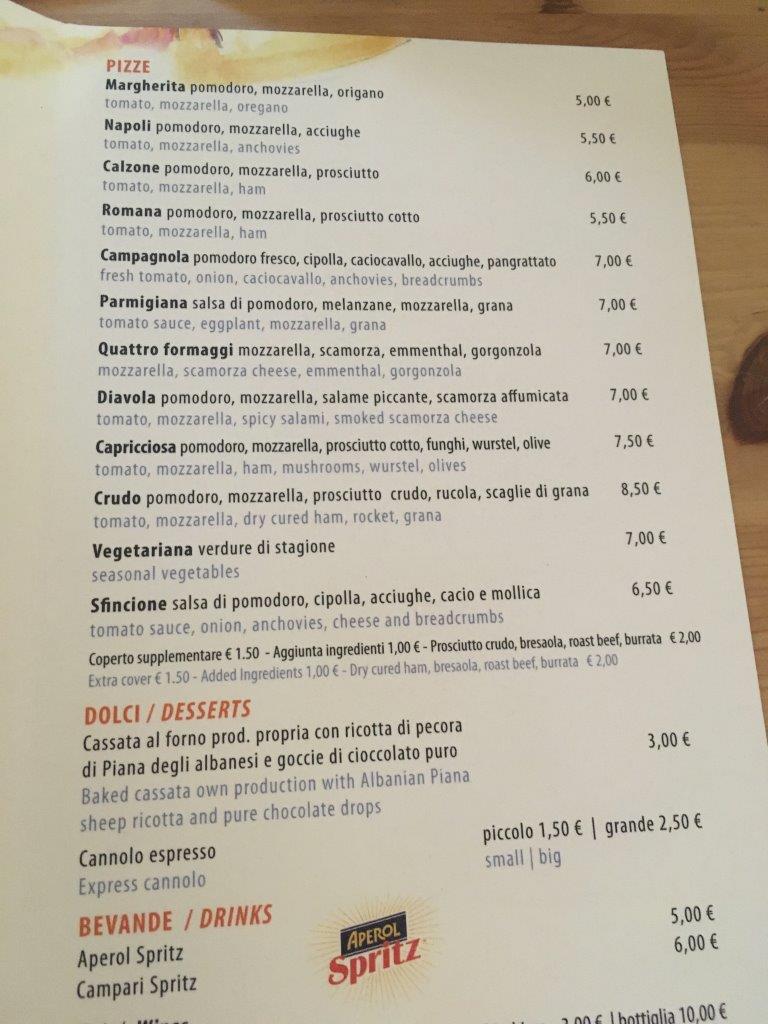 PIZZE
Margherita pomodoro, mozzarella, origano
tomato, mozzarella, oregano
5,00 €
Napoli pomodoro, mozzarella, acciughe
tomato, mozzarella, anchovies
5,50 €
Calzone pomodoro, mozzarella, prosciutto
tomato, mozzarella, ham
6,00 €
Romana pomodoro, mozzarella, prosciutto cotto
tomato, mozzarella, ham
5,50 €
Campagnola pomodoro fresco, cipolla, caciocavallo, acciughe, pangrattato
fresh tomato, onion, caciocavallo, anchovies, breadcrumbs
7,00 €
Parmigiana salsa di pomodoro, melanzane, mozzarella, grana
tomato sauce, eggplant, mozzarella, grana
7,00 €
Quattro formaggi mozzarella, scamorza, emmenthal, gorgonzola
mozzarella, scamorza cheese, emmenthal, gorgonzola
7,00 €
Diavola pomodoro, mozzarella, salame piccante, scamorza affumicata
tomato, mozzarella, spicy salami, smoked scamorza cheese
7,00 €
Capricciosa pomodoro, mozzarella, prosciutto cotto, funghi, wurstel, olive
tomato, mozzarella, ham, mushrooms, wurstel, olives
7,50 €
Crudo pomodoro, mozzarella, prosciutto crudo, rucola, scaglie di grana
tomato, mozzarella, dry cured ham, rocket, grana
8,50 €
Vegetariana verdure di stagione
seasonal vegetables
7,00 €
Sfincione salsa di pomodoro, cipolla, acciughe, cacio e mollica
tomato sauce, onion, anchovies, cheese and breadcrumbs
6,50 €
Coperto supplementare € 1.50 - Aggiunta ingredienti 1,00 € - Prosciutto crudo, bresaola, roast beef, burrata € 2,00
Extra cover € 1.50 - Added Ingredients 1,00 € - Dry cured ham, bresaola, roast beef, burrata € 2,00
DOLCI / DESSERTS
Cassata al forno prod. propria con ricotta di pecora
di Piana degli albanesi e goccie di cioccolato puro
3,00 €
Baked cassata own production with Albanian Piana
sheep ricotta and pure chocolate drops
Cannolo espresso
piccolo 1,50 € | grande 2,50 €
Express cannolo
small | big
BEVANDE / DRINKS
Aperol Spritz
5,00 €
Campari Spritz
6,00 €
APEROL
Spritz
2,00 € | bottiglia 10,00 €